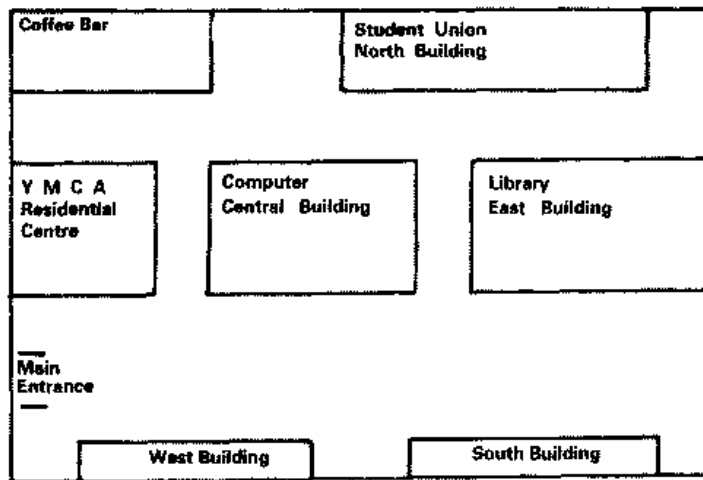 Coffee Bar
Student Union
North Building
Y M C A
Residential
Centre
Computer
Central Building
Library
East Building
Main
Entrance
West Building
South Building